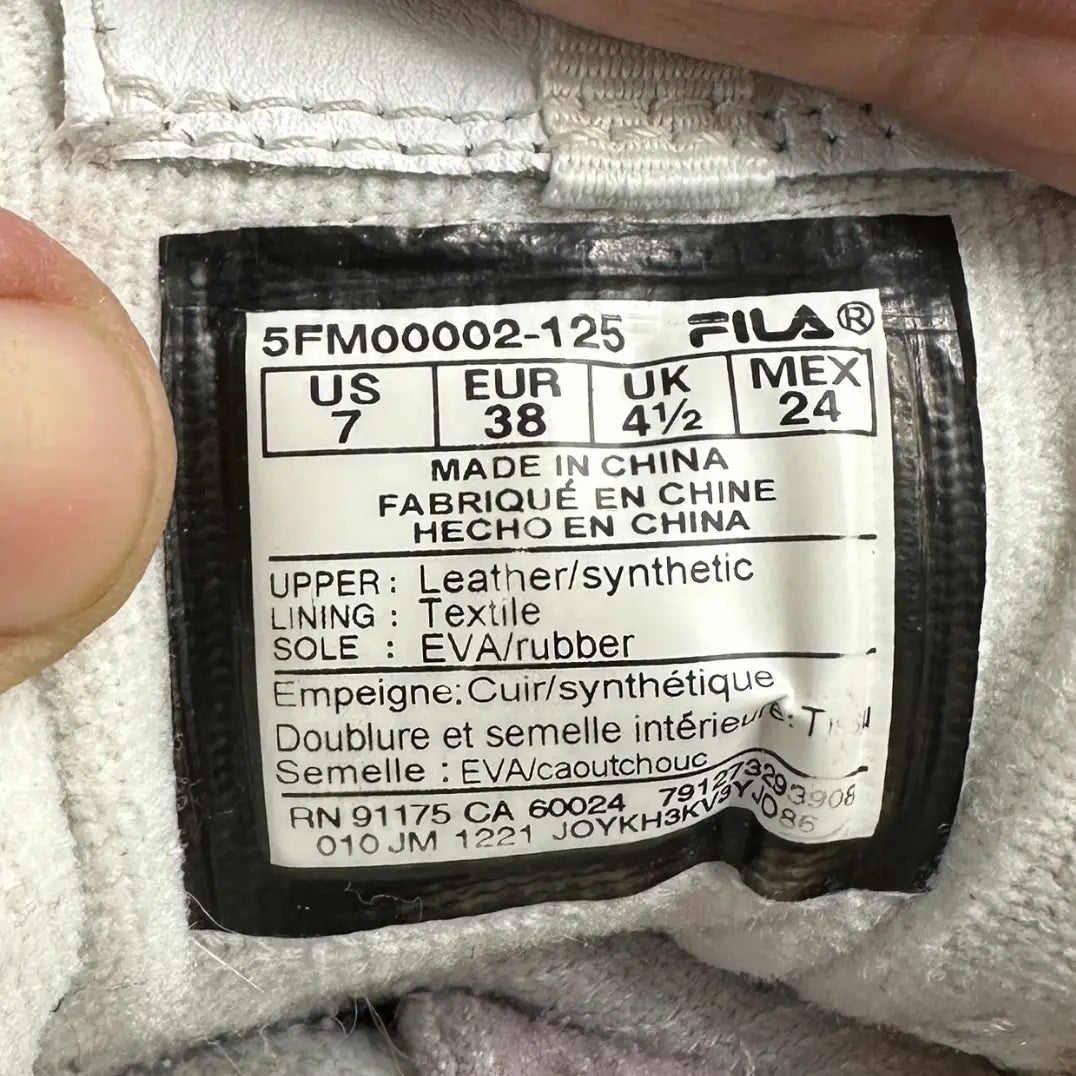 5FM00002-125 FILA®
US EUR UK MEX
7 38 4½ 24
MADE IN CHINA
FABRIQUÉ EN CHINE
HECHO EN CHINA
UPPER : Leather/synthetic
LINING : Textile
SOLE : EVA/rubber
Empeigne: Cuir/synthétique
Doublure et semelle intérieure:
Semelle : EVA/caoutchouc
RN 91175 CA 60024 791273293908
010 JM 1221